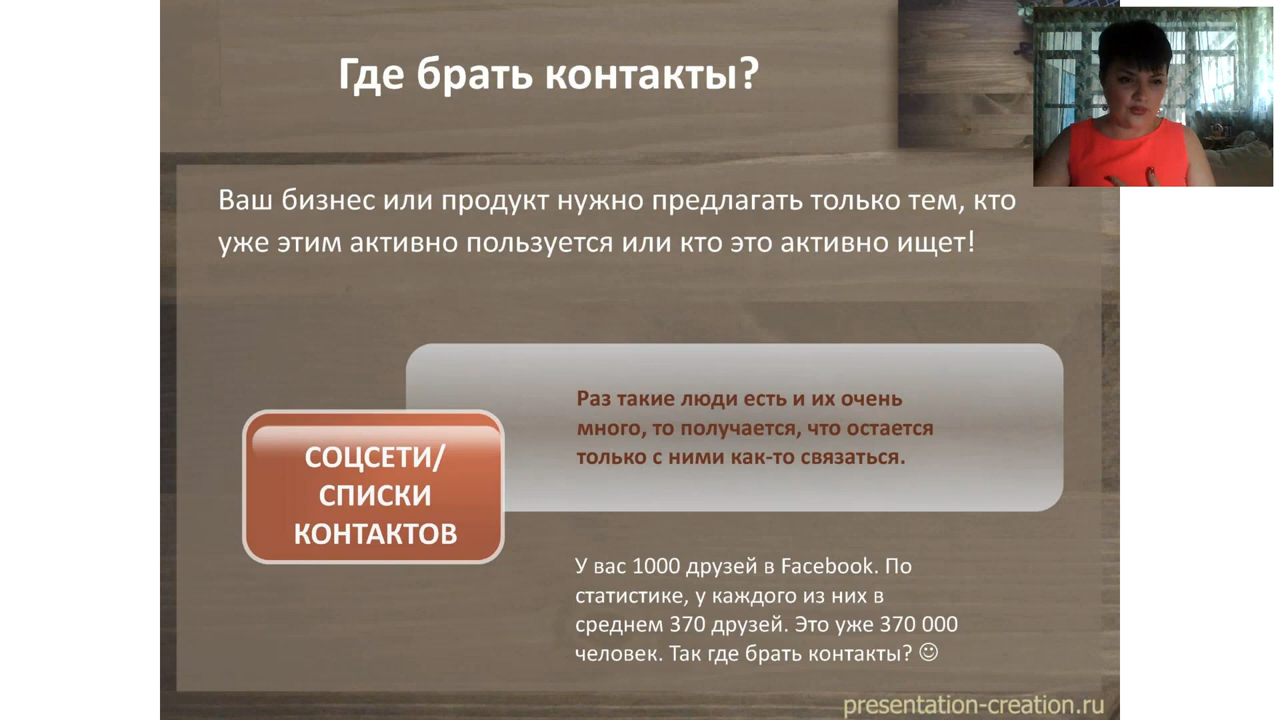 Где брать контакты?
Ваш бизнес или продукт нужно предлагать только тем, кто
уже этим активно пользуется или кто это активно ищет!
Раз такие люди есть и их очень
много, то получается, что остается
только с ними как-то связаться.
СОЦСЕТИ/
СПИСКИ
КОНТАКТОВ
У вас 1000 друзей в Facebook. По
статистике, у каждого из них в
среднем 370 друзей. Это уже 370 000
человек. Так где брать контакты? ☺
presentation-creation.ru